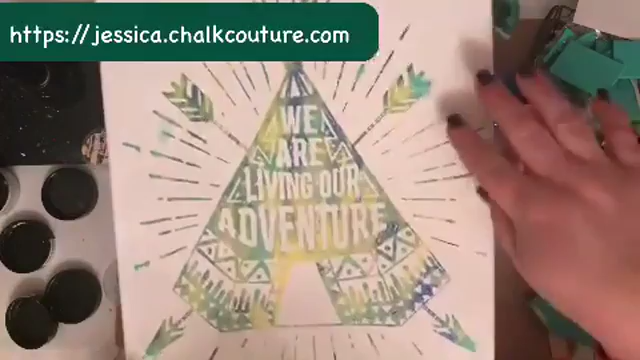 https://jessica.chalkcouture.com
WE
ARE
LIVING OUR
ADVENTURE